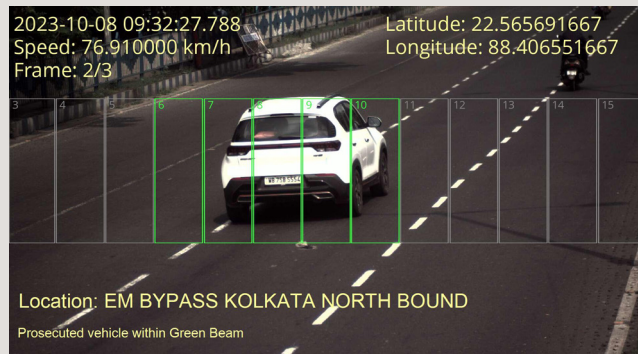 2023-10-08 09:32:27.788
Speed: 76.910000 km/h
Frame: 2/3
Latitude: 22.565691667
Longitude: 88.406551667
3 4 5 6 7 8 9 10 11 12 13 14 15
Location: EM BYPASS KOLKATA NORTH BOUND
Prosecuted vehicle within Green Beam